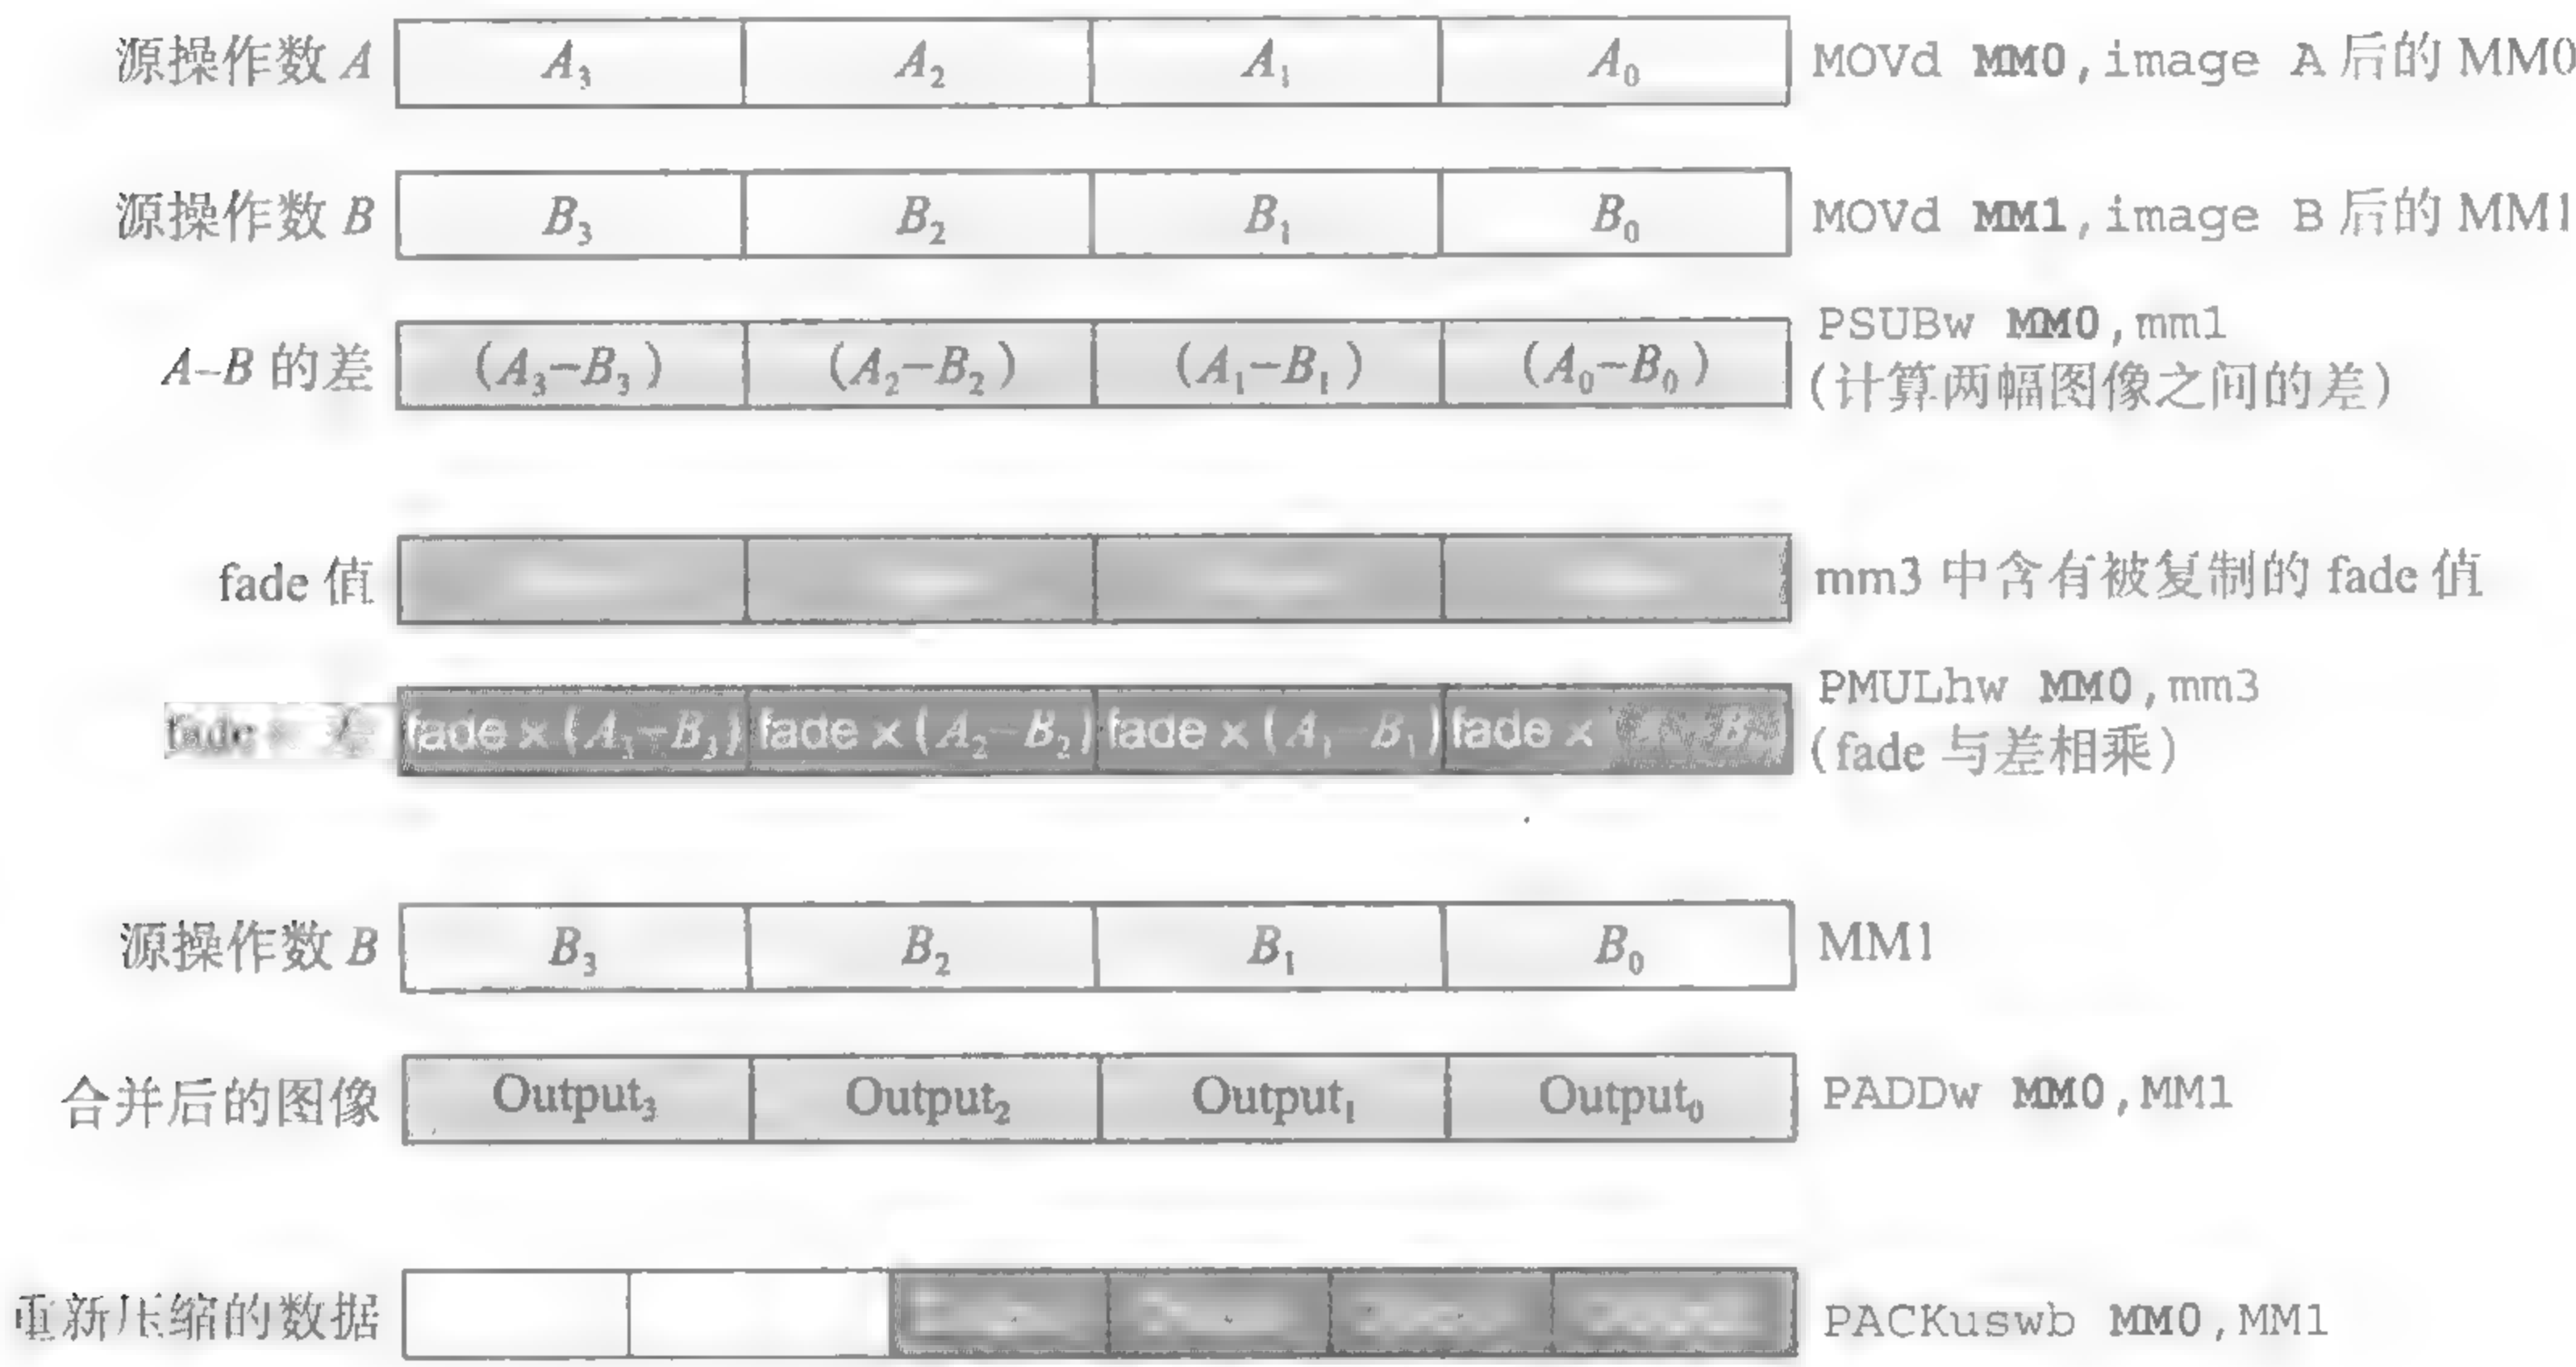 源操作数 A A₃ A₂ A₁ A₀ MOVd MM0,image A 后的 MM0
源操作数 B B₃ B₂ B₁ B₀ MOVd MM1,image B 后的 MM1
A–B 的差 (A₃–B₃) (A₂–B₂) (A₁–B₁) (A₀–B₀) PSUBw MM0,mm1
(计算两幅图像之间的差)
fade 值 mm3 中含有被复制的 fade 值
fade × 差 fade × (A₃–B₃) fade × (A₂–B₂) fade × (A₁–B₁) fade × PMULhw MM0,mm3
(fade 与差相乘)
源操作数 B B₃ B₂ B₁ B₀ MM1
合并后的图像 Output₃ Output₂ Output₁ Output₀ PADDw MM0,MM1
重新压缩的数据 PACKuswb MM0,MM1